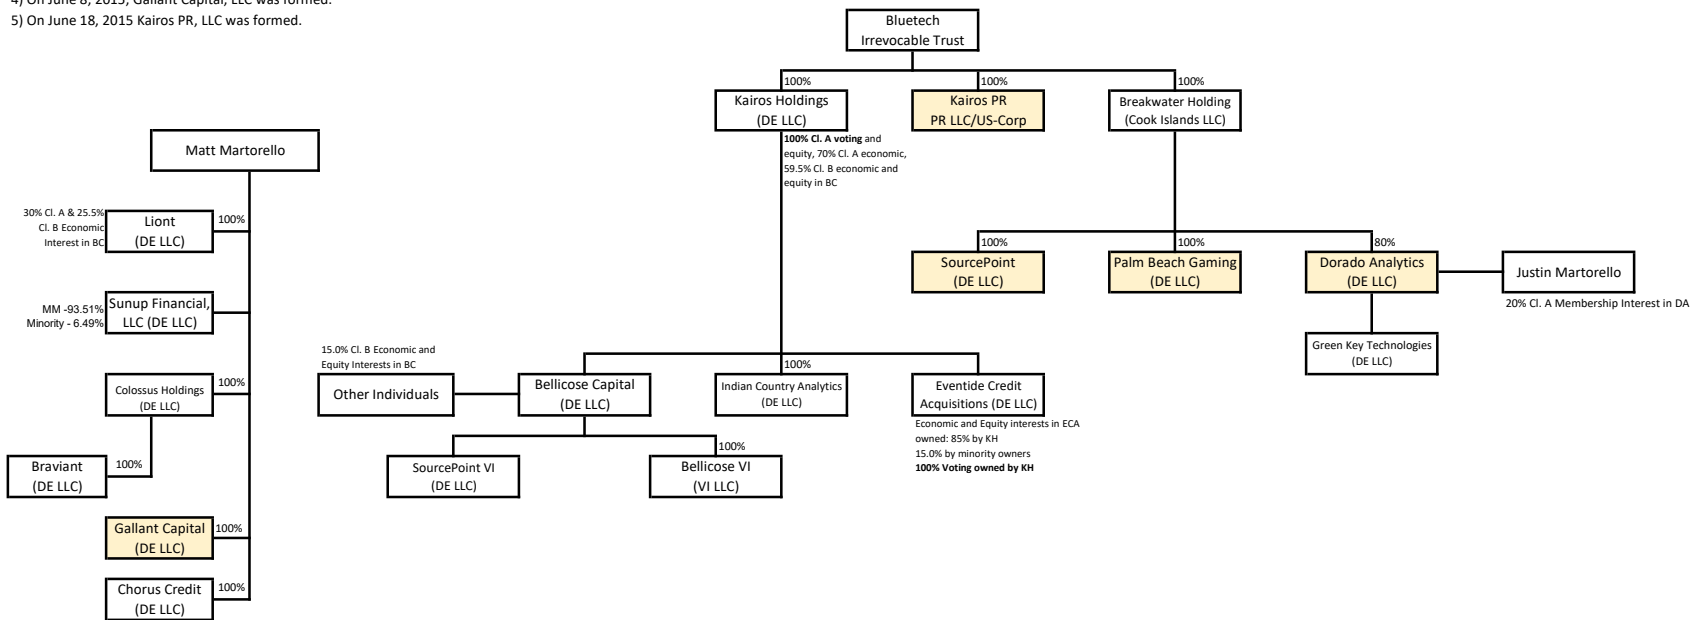 4) On June 8, 2015, Gallant Capital, LLC was formed.
5) On June 18, 2015 Kairos PR, LLC was formed.
Bluetech
Irrevocable Trust
100%
100%
100%
Kairos Holdings
(DE LLC)
Kairos PR
PR LLC/US-Corp
Breakwater Holding
(Cook Islands LLC)
100% Cl. A voting and
equity, 70% Cl. A economic,
59.5% Cl. B economic and
equity in BC
Matt Martorello
30% Cl. A & 25.5%
Cl. B Economic
Interest in BC
Liont
(DE LLC)
100%
100%
100%
80%
SourcePoint
(DE LLC)
Palm Beach Gaming
(DE LLC)
Dorado Analytics
(DE LLC)
Justin Martorello
20% Cl. A Membership Interest in DA
MM -93.51%
Minority - 6.49%
Sunup Financial,
LLC (DE LLC)
Green Key Technologies
(DE LLC)
15.0% Cl. B Economic and
Equity Interests in BC
Colossus Holdings
(DE LLC)
100%
Other Individuals
Bellicose Capital
(DE LLC)
100%
Indian Country Analytics
(DE LLC)
Eventide Credit
Acquisitions (DE LLC)
Economic and Equity interests in ECA
owned: 85% by KH
15.0% by minority owners
100% Voting owned by KH
Braviant
(DE LLC)
100%
SourcePoint VI
(DE LLC)
100%
Bellicose VI
(VI LLC)
Gallant Capital
(DE LLC)
100%
Chorus Credit
(DE LLC)
100%